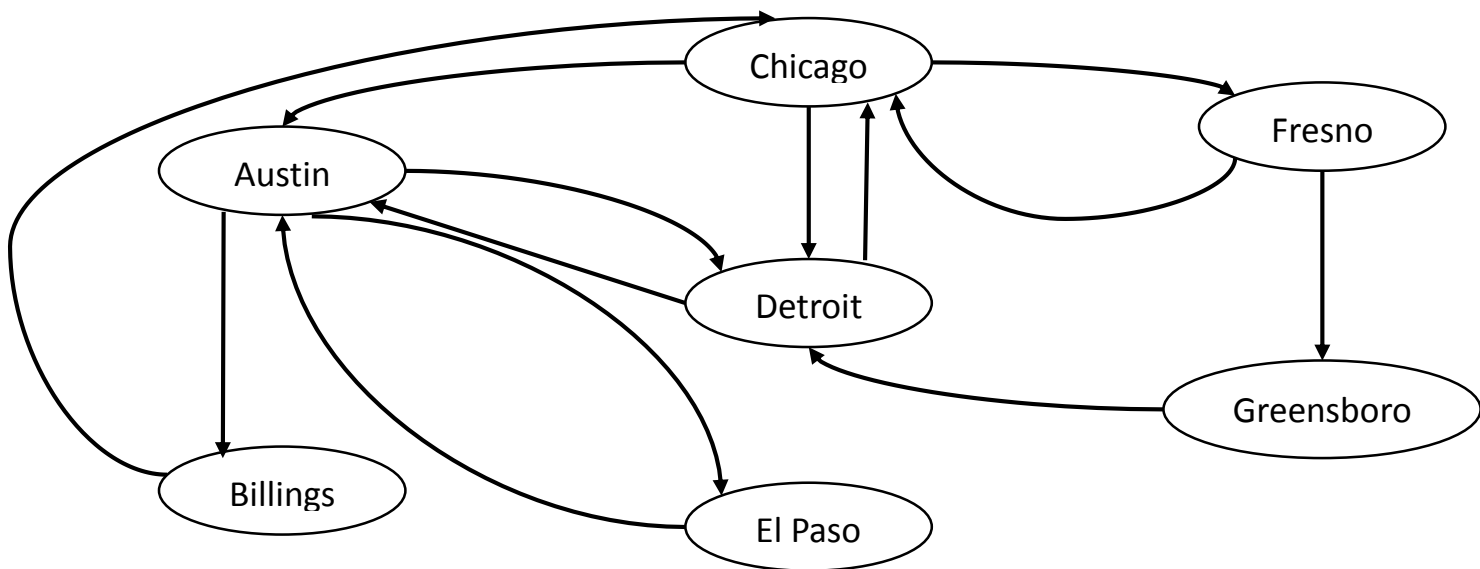 Chicago
Fresno
Austin
Detroit
Greensboro
Billings
El Paso